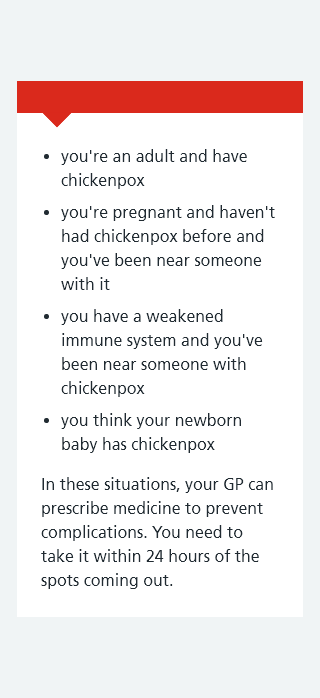 you're an adult and have
chickenpox
you're pregnant and haven't
had chickenpox before and
you've been near someone
with it
you have a weakened
immune system and you've
been near someone with
chickenpox
you think your newborn
baby has chickenpox
In these situations, your GP can
prescribe medicine to prevent
complications. You need to
take it within 24 hours of the
spots coming out.